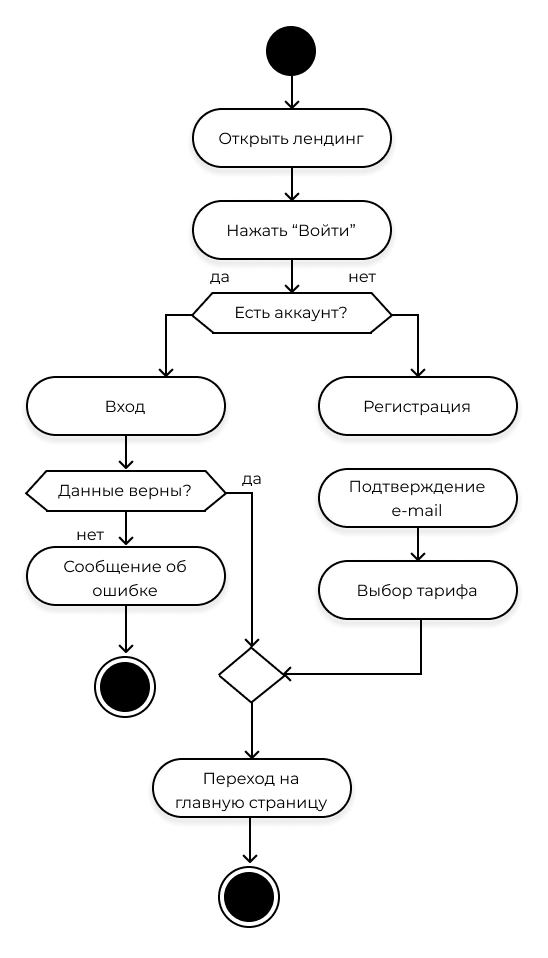 Открыть лендинг
Нажать “Войти”
да
нет
Есть аккаунт?
Вход
Регистрация
Данные верны?
да
Подтверждение
e-mail
нет
Сообщение об
ошибке
Выбор тарифа
Переход на
главную страницу